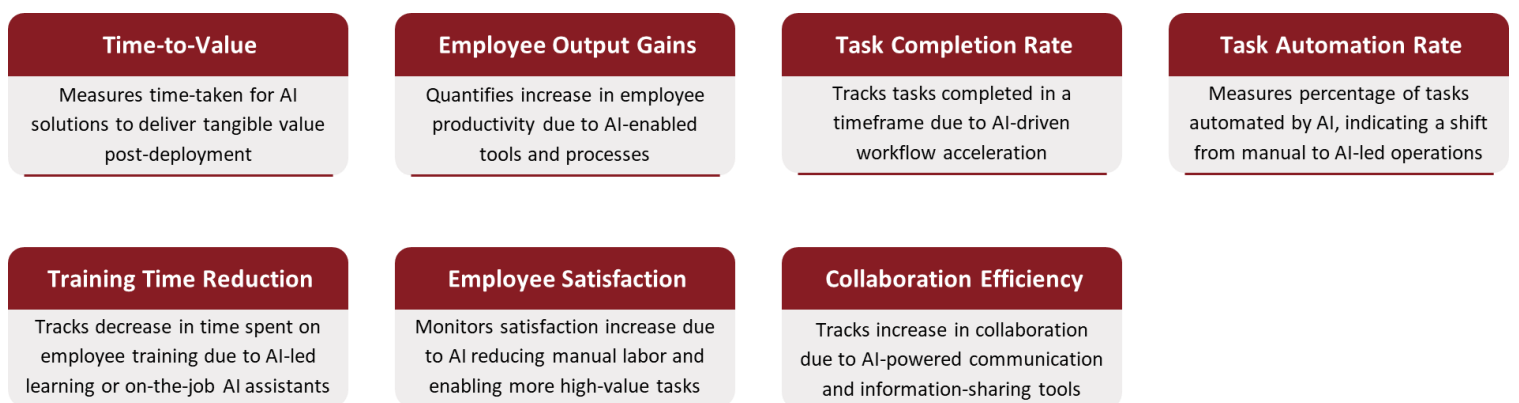 Time-to-Value
Measures time-taken for AI
solutions to deliver tangible value
post-deployment
Employee Output Gains
Quantifies increase in employee
productivity due to AI-enabled
tools and processes
Task Completion Rate
Tracks tasks completed in a
timeframe due to AI-driven
workflow acceleration
Task Automation Rate
Measures percentage of tasks
automated by AI, indicating a shift
from manual to AI-led operations
Training Time Reduction
Tracks decrease in time spent on
employee training due to AI-led
learning or on-the-job AI assistants
Employee Satisfaction
Monitors satisfaction increase due
to AI reducing manual labor and
enabling more high-value tasks
Collaboration Efficiency
Tracks increase in collaboration
due to AI-powered communication
and information-sharing tools